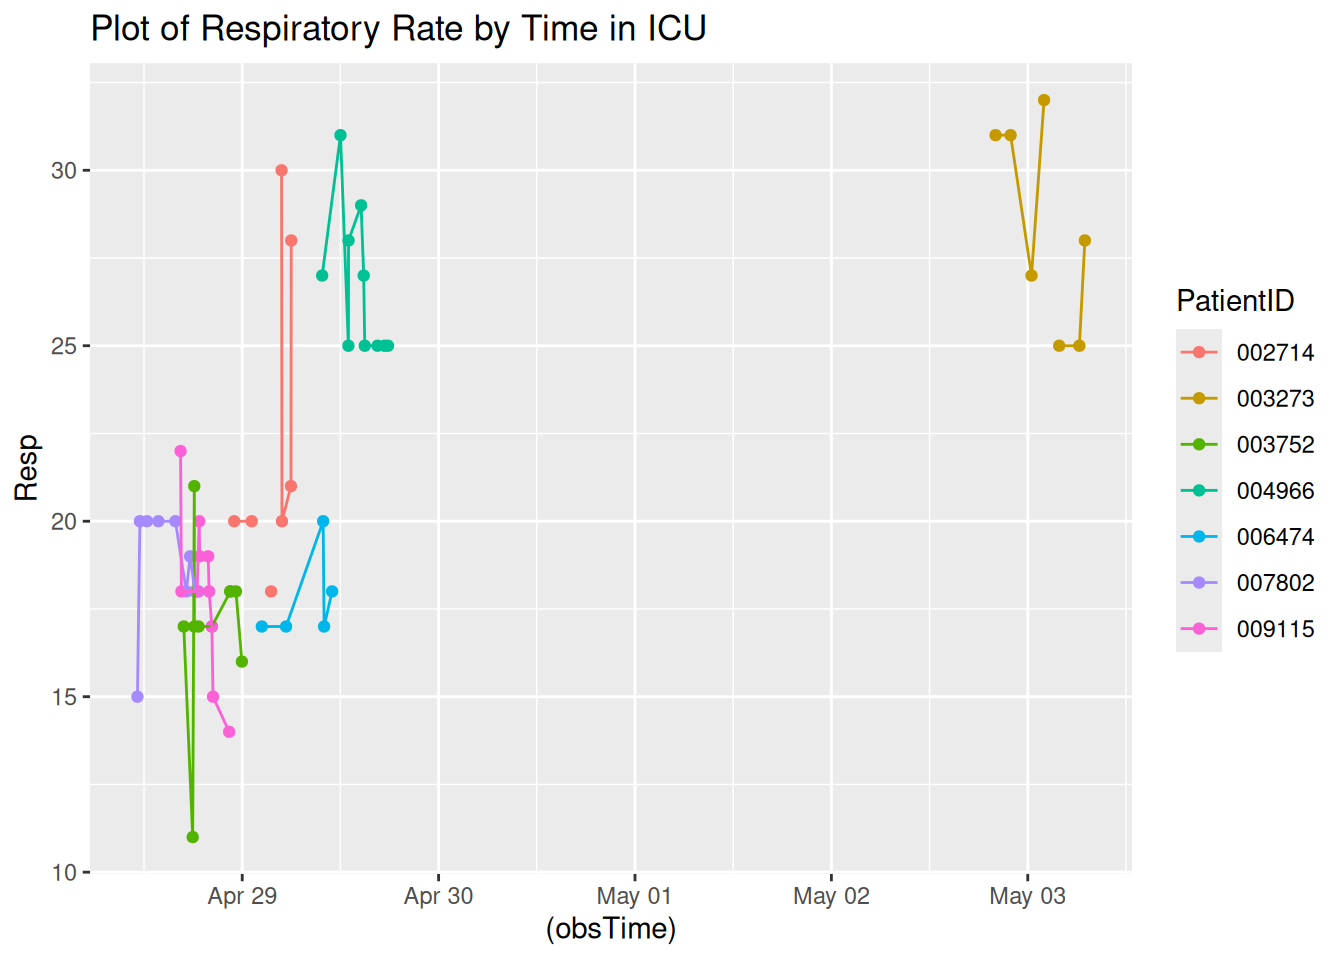 Plot of Respiratory Rate by Time in ICU
30
25
20
15
10
Resp
Apr 29
Apr 30
May 01
May 02
May 03
(obsTime)
PatientID
002714
003273
003752
004966
006474
007802
009115